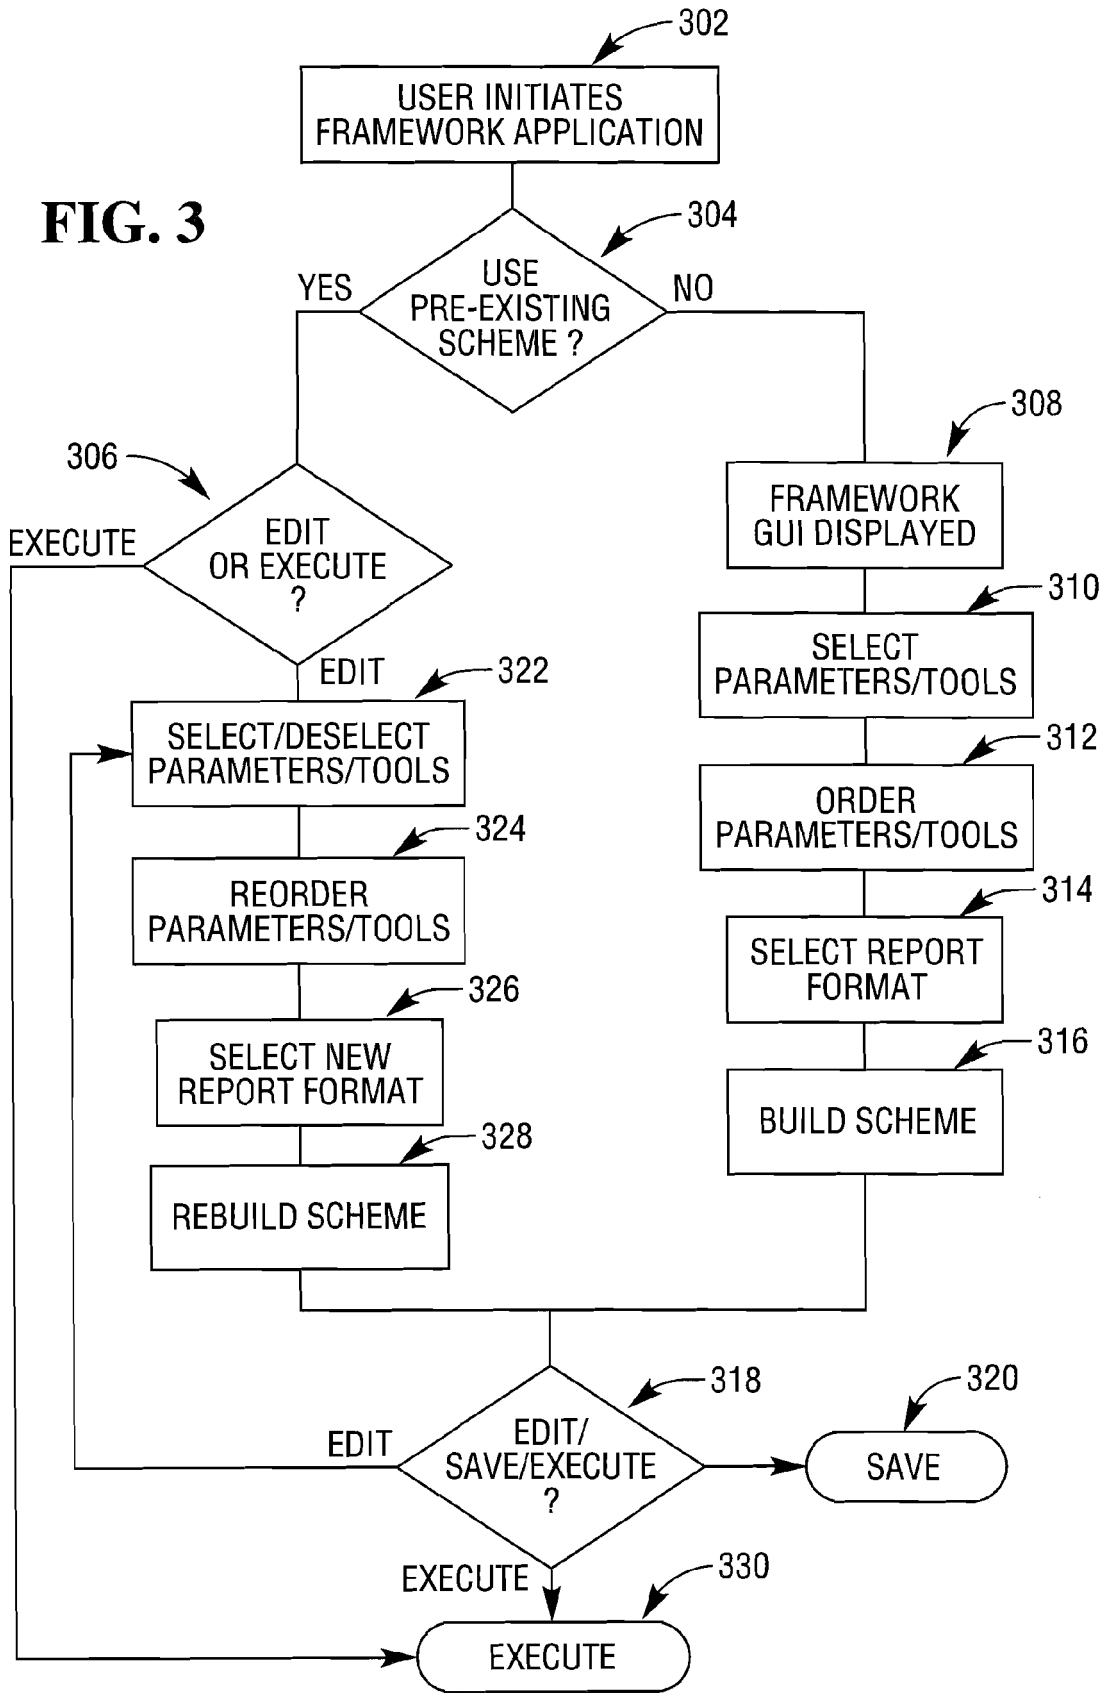 302
USER INITIATES
FRAMEWORK APPLICATION
FIG. 3
304
USE
PRE-EXISTING
SCHEME ?
YES
NO
308
306
FRAMEWORK
GUI DISPLAYED
EXECUTE
EDIT
OR EXECUTE
?
310
EDIT
322
SELECT
PARAMETERS/TOOLS
SELECT/DESELECT
PARAMETERS/TOOLS
312
ORDER
PARAMETERS/TOOLS
324
REORDER
PARAMETERS/TOOLS
314
SELECT REPORT
FORMAT
326
SELECT NEW
REPORT FORMAT
316
BUILD SCHEME
328
REBUILD SCHEME
318
320
EDIT
EDIT/
SAVE/EXECUTE
?
SAVE
EXECUTE
330
EXECUTE